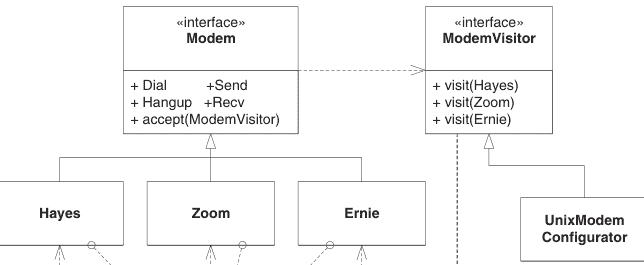 «interface»
Modem
+ Dial +Send
+ Hangup +Recv
+ accept(ModemVisitor)
«interface»
ModemVisitor
+ visit(Hayes)
+ visit(Zoom)
+ visit(Ernie)
Hayes
Zoom
Ernie
UnixModem
Configurator